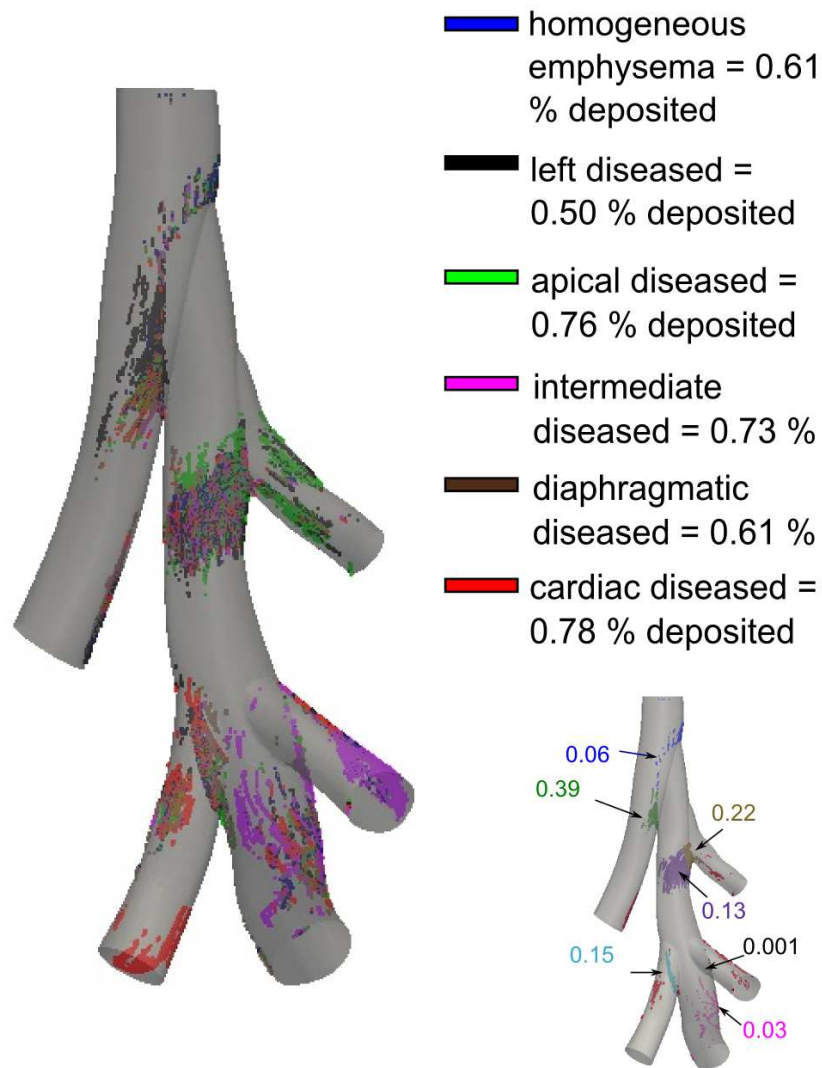 homogeneous
emphysema = 0.61
% deposited
left diseased =
0.50 % deposited
apical diseased =
0.76 % deposited
intermediate
diseased = 0.73 %
diaphragmatic
diseased = 0.61 %
cardiac diseased =
0.78 % deposited
0.06
0.39
0.22
0.13
0.15
0.001
0.03